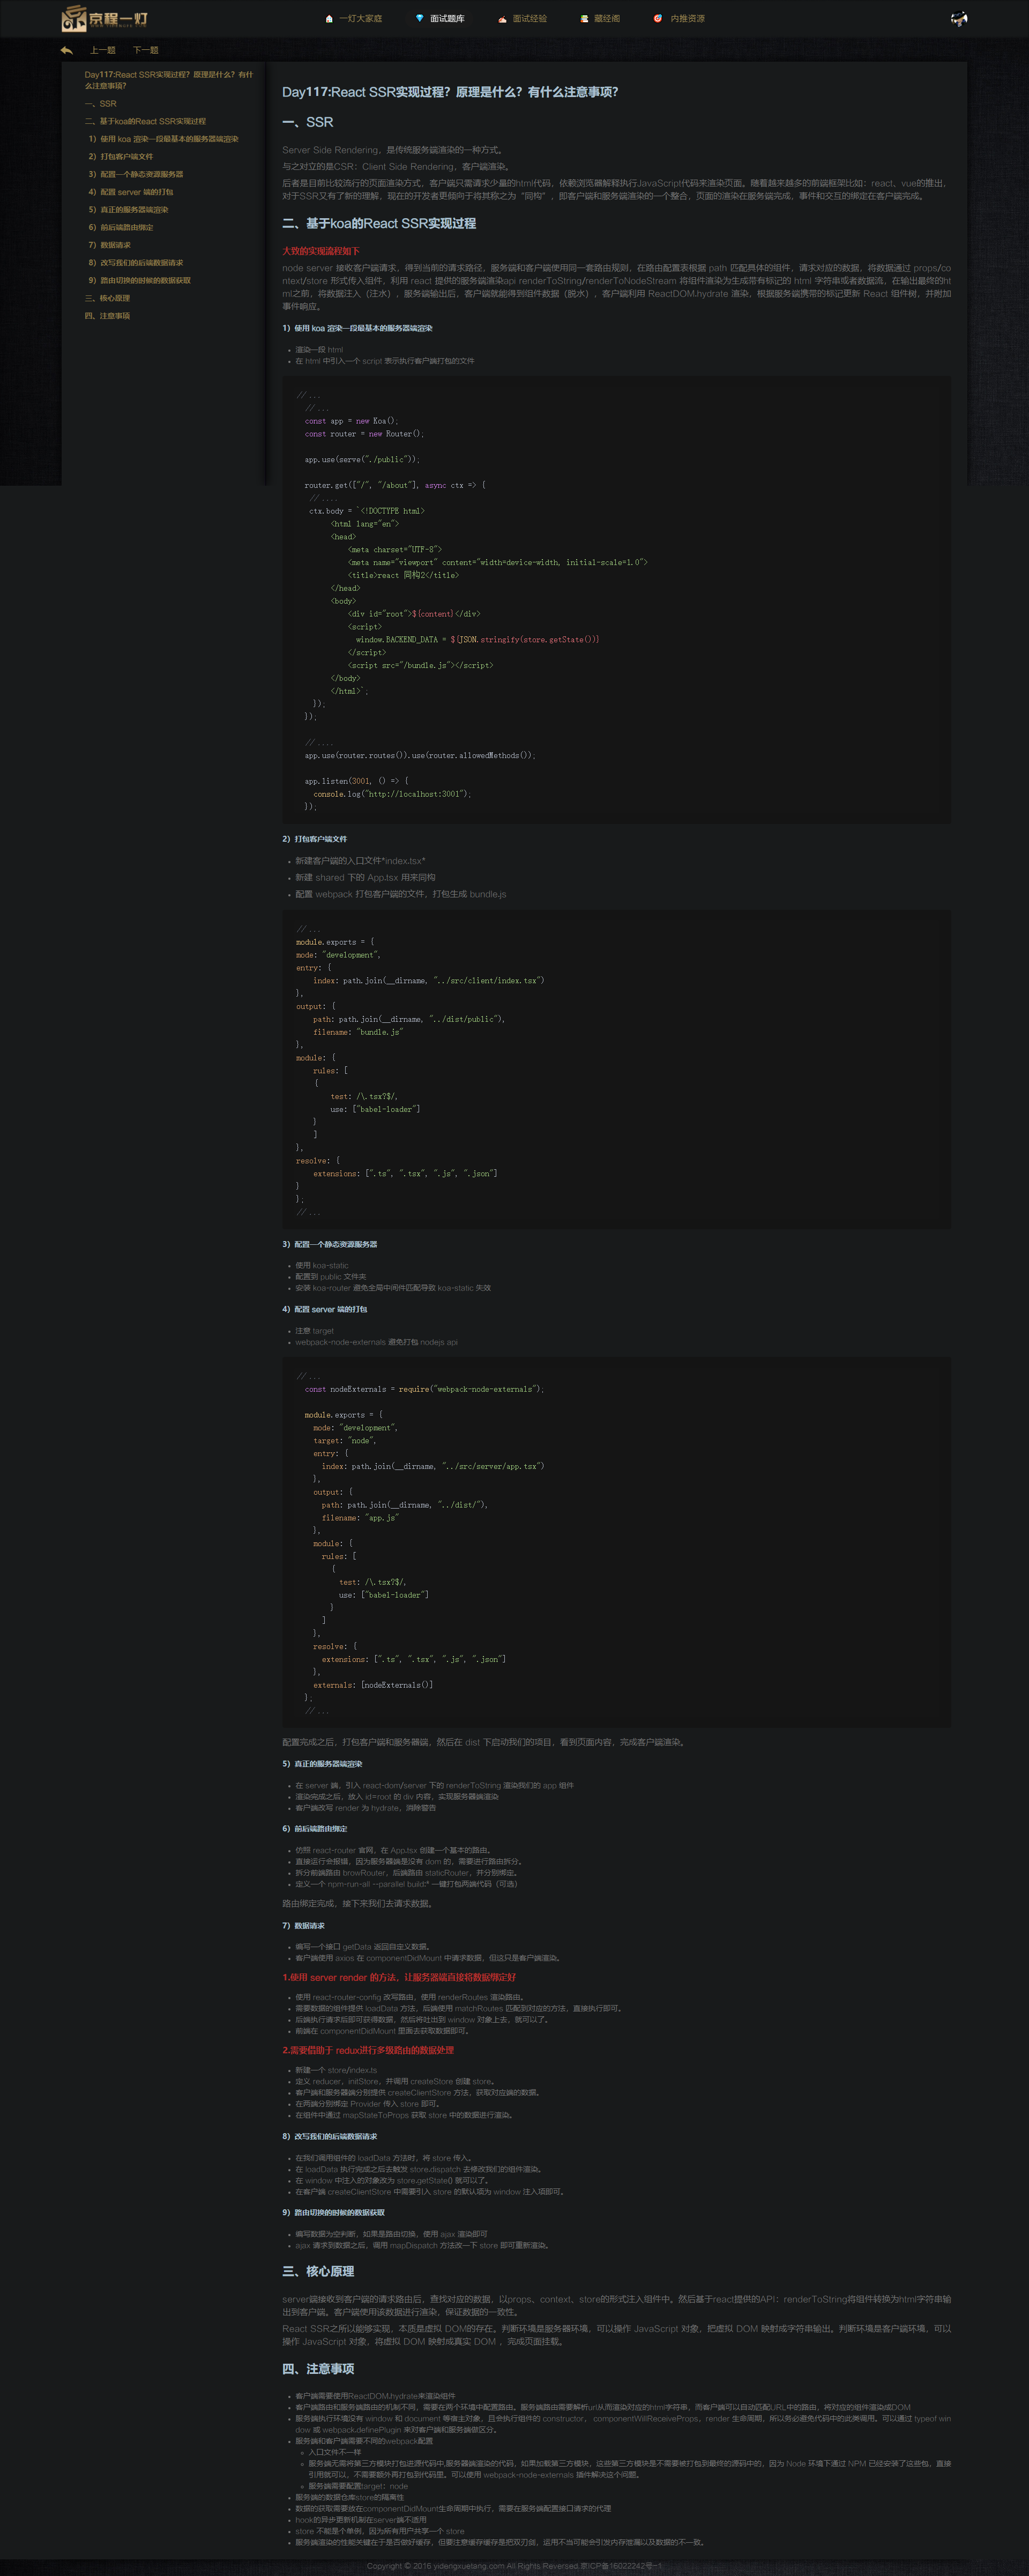 京程一灯
一灯大家庭
面试题库
面试经验
藏经阁
内推资源
上一题
下一题
Day117:React SSR实现过程？原理是什么？有什
么注意事项？
一、SSR
二、基于koa的React SSR实现过程
1）使用 koa 渲染一段最基本的服务器端渲染
2）打包客户端文件
3）配置一个静态资源服务器
4）配置 server 端的打包
5）真正的服务器端渲染
6）前后端路由绑定
7）数据请求
8）改写我们的后端数据请求
9）路由切换的时候的数据获取
三、核心原理
四、注意事项
Day117:React SSR实现过程？原理是什么？有什么注意事项？
一、SSR
Server Side Rendering，是传统服务端渲染的一种方式。
与之对立的是CSR：Client Side Rendering，客户端渲染。
后者是目前比较流行的页面渲染方式，客户端只需请求少量的html代码，依赖浏览器解释执行JavaScript代码来渲染页面。随着越来越多的前端框架比如：react、vue的推出，
对于SSR又有了新的理解，现在的开发者更倾向于将其称之为“同构”，即客户端和服务端渲染的一个整合，页面的渲染在服务端完成，事件和交互的绑定在客户端完成。
二、基于koa的React SSR实现过程
大致的实现流程如下
node server 接收客户端请求，得到当前的请求路径，服务端和客户端使用同一套路由规则，在路由配置表根据 path 匹配具体的组件，请求对应的数据，将数据通过 props/co
ntext/store 形式传入组件，利用 react 提供的服务端渲染api renderToString/renderToNodeStream 将组件渲染为生成带有标记的 html 字符串或者数据流，在输出最终的ht
ml之前，将数据注入（注水），服务端输出后，客户端就能得到组件数据（脱水），客户端利用 ReactDOM.hydrate 渲染，根据服务端携带的标记更新 React 组件树，并附加
事件响应。
1）使用 koa 渲染一段最基本的服务器端渲染
渲染一段 html
在 html 中引入一个 script 表示执行客户端打包的文件
//...
//...
const app = new Koa();
const router = new Router();
app.use(serve("./public"));
router.get(["/", "/about"], async ctx => {
//....
ctx.body = `<!DOCTYPE html>
<html lang="en">
<head>
<meta charset="UTF-8">
<meta name="viewport" content="width=device-width, initial-scale=1.0">
<title>react 同构2</title>
</head>
<body>
<div id="root">${content}</div>
<script>
window.BACKEND_DATA = ${JSON.stringify(store.getState())}
</script>
<script src="/bundle.js"></script>
</body>
</html>`;
});
});
//....
app.use(router.routes()).use(router.allowedMethods());
app.listen(3001, () => {
console.log("http://localhost:3001");
});
2）打包客户端文件
新建客户端的入口文件*index.tsx*
新建 shared 下的 App.tsx 用来同构
配置 webpack 打包客户端的文件，打包生成 bundle.js
//...
module.exports = {
mode: "development",
entry: {
index: path.join(__dirname, "../src/client/index.tsx")
},
output: {
path: path.join(__dirname, "../dist/public"),
filename: "bundle.js"
},
module: {
rules: [
{
test: /\.tsx?$/,
use: ["babel-loader"]
}
]
},
resolve: {
extensions: [".ts", ".tsx", ".js", ".json"]
}
};
//...
3）配置一个静态资源服务器
使用 koa-static
配置到 public 文件夹
安装 koa-router 避免全局中间件匹配导致 koa-static 失效
4）配置 server 端的打包
注意 target
webpack-node-externals 避免打包 nodejs api
//...
const nodeExternals = require("webpack-node-externals");
module.exports = {
mode: "development",
target: "node",
entry: {
index: path.join(__dirname, "../src/server/app.tsx")
},
output: {
path: path.join(__dirname, "../dist/"),
filename: "app.js"
},
module: {
rules: [
{
test: /\.tsx?$/,
use: ["babel-loader"]
}
]
},
resolve: {
extensions: [".ts", ".tsx", ".js", ".json"]
},
externals: [nodeExternals()]
};
//...
配置完成之后，打包客户端和服务器端，然后在 dist 下启动我们的项目，看到页面内容，完成客户端渲染。
5）真正的服务器端渲染
在 server 端，引入 react-dom/server 下的 renderToString 渲染我们的 app 组件
渲染完成之后，放入 id=root 的 div 内容，实现服务器端渲染
客户端改写 render 为 hydrate，消除警告
6）前后端路由绑定
仿照 react-router 官网，在 App.tsx 创建一个基本的路由。
直接运行会报错，因为服务器端是没有 dom 的，需要进行路由拆分。
拆分前端路由 browRouter，后端路由 staticRouter，并分别绑定。
定义一个 npm-run-all --parallel build:* 一键打包两端代码（可选）
路由绑定完成，接下来我们去请求数据。
7）数据请求
编写一个接口 getData 返回自定义数据。
客户端使用 axios 在 componentDidMount 中请求数据，但这只是客户端渲染。
1.使用 server render 的方法，让服务器端直接将数据绑定好
使用 react-router-config 改写路由，使用 renderRoutes 渲染路由。
需要数据的组件提供 loadData 方法，后端使用 matchRoutes 匹配到对应的方法，直接执行即可。
后端执行请求后即可获得数据，然后将吐出到 window 对象上去，就可以了。
前端在 componentDidMount 里面去获取数据即可。
2.需要借助于 redux进行多级路由的数据处理
新建一个 store/index.ts
定义 reducer，initStore，并调用 createStore 创建 store。
客户端和服务器端分别提供 createClientStore 方法，获取对应端的数据。
在两端分别绑定 Provider 传入 store 即可。
在组件中通过 mapStateToProps 获取 store 中的数据进行渲染。
8）改写我们的后端数据请求
在我们调用组件的 loadData 方法时，将 store 传入。
在 loadData 执行完成之后去触发 store.dispatch 去修改我们的组件渲染。
在 window 中注入的对象改为 store.getState() 就可以了。
在客户端 createClientStore 中需要引入 store 的默认项为 window 注入项即可。
9）路由切换的时候的数据获取
编写数据为空判断，如果是路由切换，使用 ajax 渲染即可
ajax 请求到数据之后，调用 mapDispatch 方法改一下 store 即可重新渲染。
三、核心原理
server端接收到客户端的请求路由后，查找对应的数据，以props、context、store的形式注入组件中。然后基于react提供的API：renderToString将组件转换为html字符串输
出到客户端。客户端使用该数据进行渲染，保证数据的一致性。
React SSR之所以能够实现，本质是虚拟 DOM的存在。判断环境是服务器环境，可以操作 JavaScript 对象，把虚拟 DOM 映射成字符串输出。判断环境是客户端环境，可以
操作 JavaScript 对象，将虚拟 DOM 映射成真实 DOM ，完成页面挂载。
四、注意事项
客户端需要使用ReactDOM.hydrate来渲染组件
客户端路由和服务端路由的机制不同，需要在两个环境中配置路由。服务端路由需要解析url从而渲染对应的html字符串，而客户端可以自动匹配URL中的路由，将对应的组件渲染成DOM
服务端执行环境没有 window 和 document 等宿主对象，且会执行组件的 constructor， componentWillReceiveProps，render 生命周期，所以务必避免代码中的此类调用。可以通过 typeof win
dow 或 webpack.definePlugin 来对客户端和服务端做区分。
服务端和客户端需要不同的webpack配置
入口文件不一样
服务端无需将第三方模块打包进源代码中,服务器端渲染的代码，如果加载第三方模块，这些第三方模块是不需要被打包到最终的源码中的，因为 Node 环境下通过 NPM 已经安装了这些包，直接
引用就可以，不需要额外再打包到代码里。可以使用 webpack-node-externals 插件解决这个问题。
服务端需要配置target：node
服务端的数据仓库store的隔离性
数据的获取需要放在componentDidMount生命周期中执行，需要在服务端配置接口请求的代理
hook的异步更新机制在server端不适用
store 不能是个单例，因为所有用户共享一个 store
服务端渲染的性能关键在于是否做好缓存，但要注意缓存缓存是把双刃剑，运用不当可能会引发内存泄漏以及数据的不一致。
Copyright © 2016 yidengxuetang.com All Rights Reversed.京ICP备16022242号-1